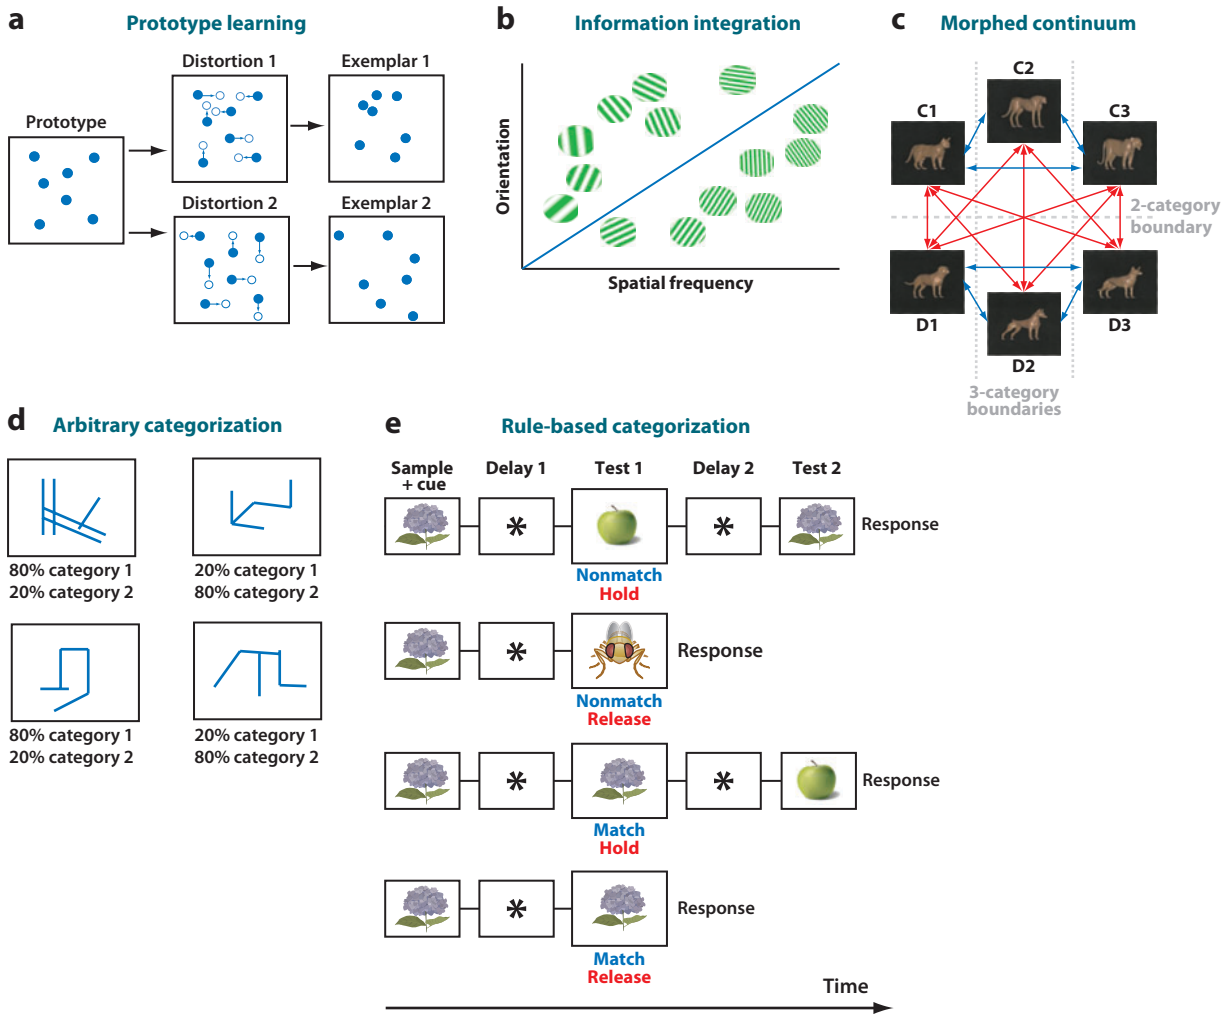 a
Prototype learning
Distortion 1
Exemplar 1
Prototype
Distortion 2
Exemplar 2
b
Information integration
Orientation
Spatial frequency
c
Morphed continuum
C2
C1
C3
2-category
boundary
D1
D3
D2
3-category
boundaries
d
Arbitrary categorization
80% category 1
20% category 2
20% category 1
80% category 2
80% category 1
20% category 2
20% category 1
80% category 2
e
Rule-based categorization
Sample
+ cue
Delay 1
Test 1
Delay 2
Test 2
*
*
Response
Nonmatch
Hold
*
Response
Nonmatch
Release
*
*
Response
Match
Hold
*
Response
Match
Release
Time